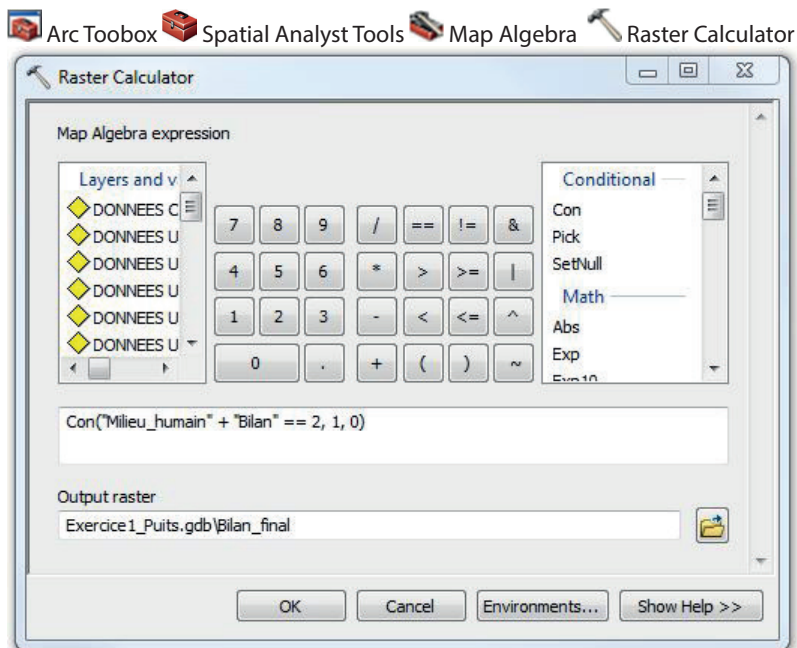 Arc Toobox Spatial Analyst Tools Map Algebra Raster Calculator
Raster Calculator
Map Algebra expression
Layers and v
DONNEES C
DONNEES U
DONNEES U
DONNEES U
DONNEES U
DONNEES U
7 8 9 / == != &
4 5 6 * > >= |
1 2 3 - < <= ^
0 . + ( ) ~
Conditional
Con
Pick
SetNull
Math
Abs
Exp
Exp10
Con("Milieu_humain" + "Bilan" == 2, 1, 0)
Output raster
Exercice1_Puits.gdb\Bilan_final
OK Cancel Environments... Show Help >>